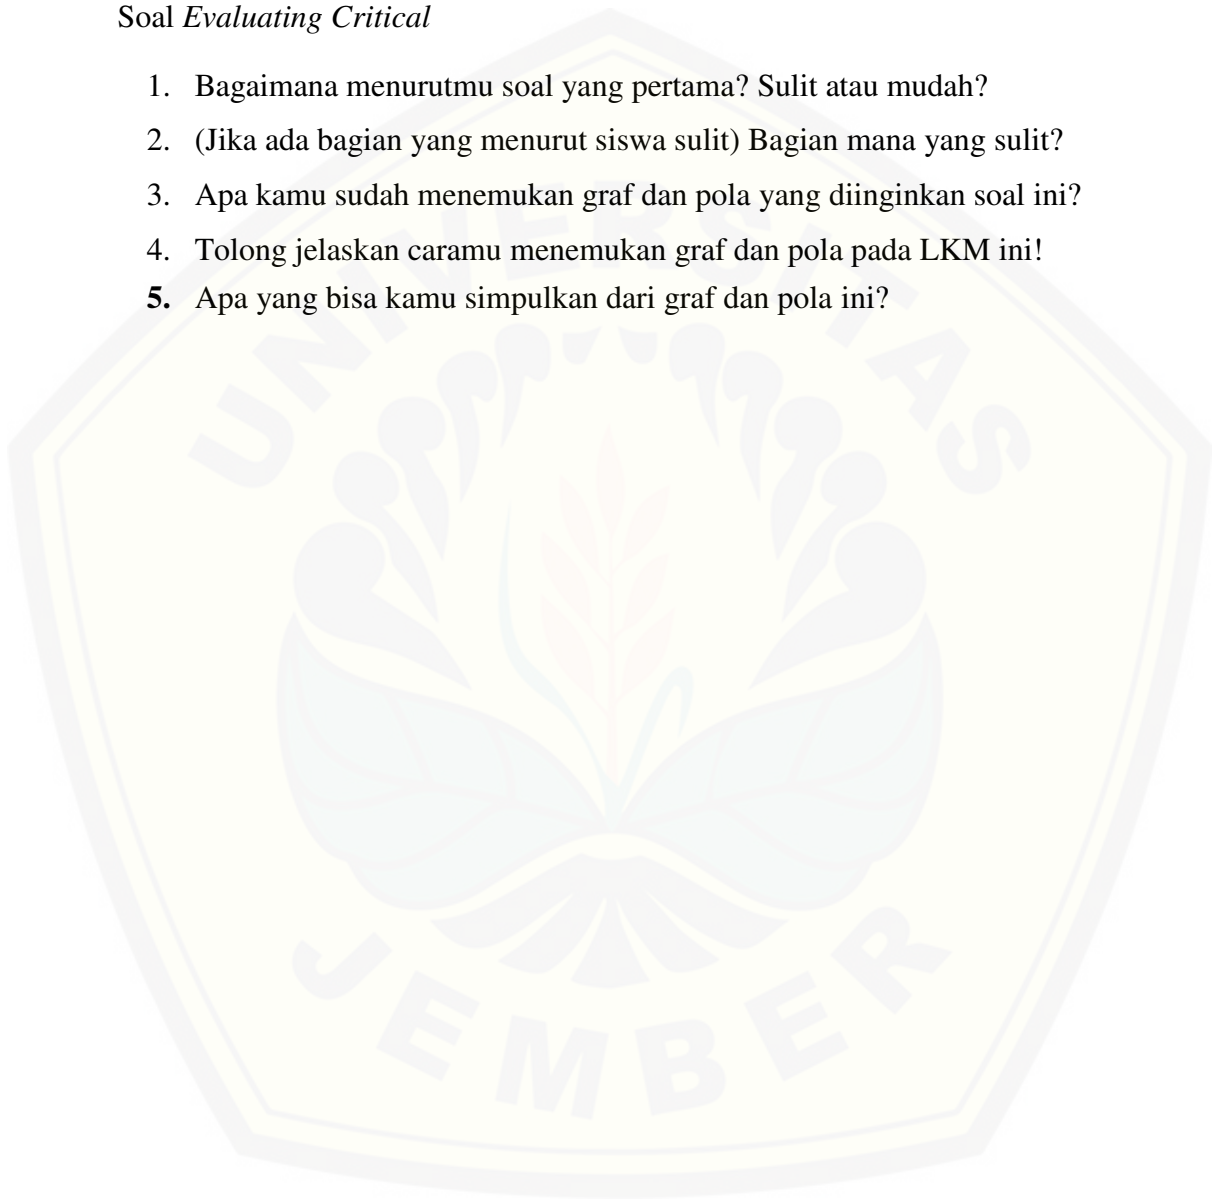 Soal Evaluating Critical
1. Bagaimana menurutmu soal yang pertama? Sulit atau mudah?
2. (Jika ada bagian yang menurut siswa sulit) Bagian mana yang sulit?
3. Apa kamu sudah menemukan graf dan pola yang diinginkan soal ini?
4. Tolong jelaskan caramu menemukan graf dan pola pada LKM ini!
5. Apa yang bisa kamu simpulkan dari graf dan pola ini?
UNIVERSITAS
JEMBER